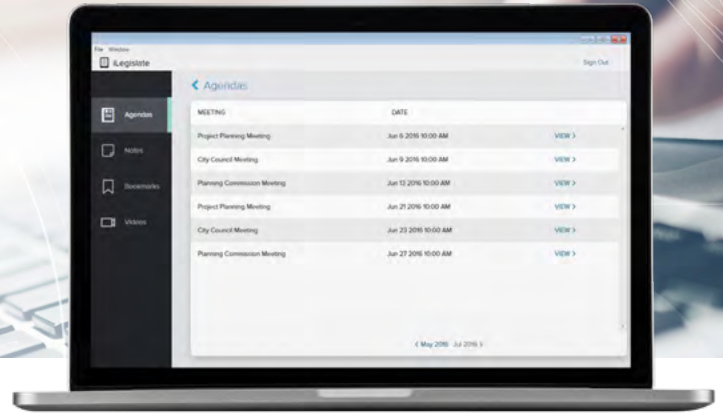 File Window
iLegislate
Sign Out
Agendas
Agendas
Notes
Bookmarks
Videos
MEETING DATE
Project Planning Meeting Jun 6 2016 10:00 AM VIEW >
City Council Meeting Jun 9 2016 10:00 AM VIEW >
Planning Commission Meeting Jun 13 2016 10:00 AM VIEW >
Project Planning Meeting Jun 21 2016 10:00 AM VIEW >
City Council Meeting Jun 23 2016 10:00 AM VIEW >
Planning Commission Meeting Jun 27 2016 10:00 AM VIEW >
< May 2016 Jul 2016 >